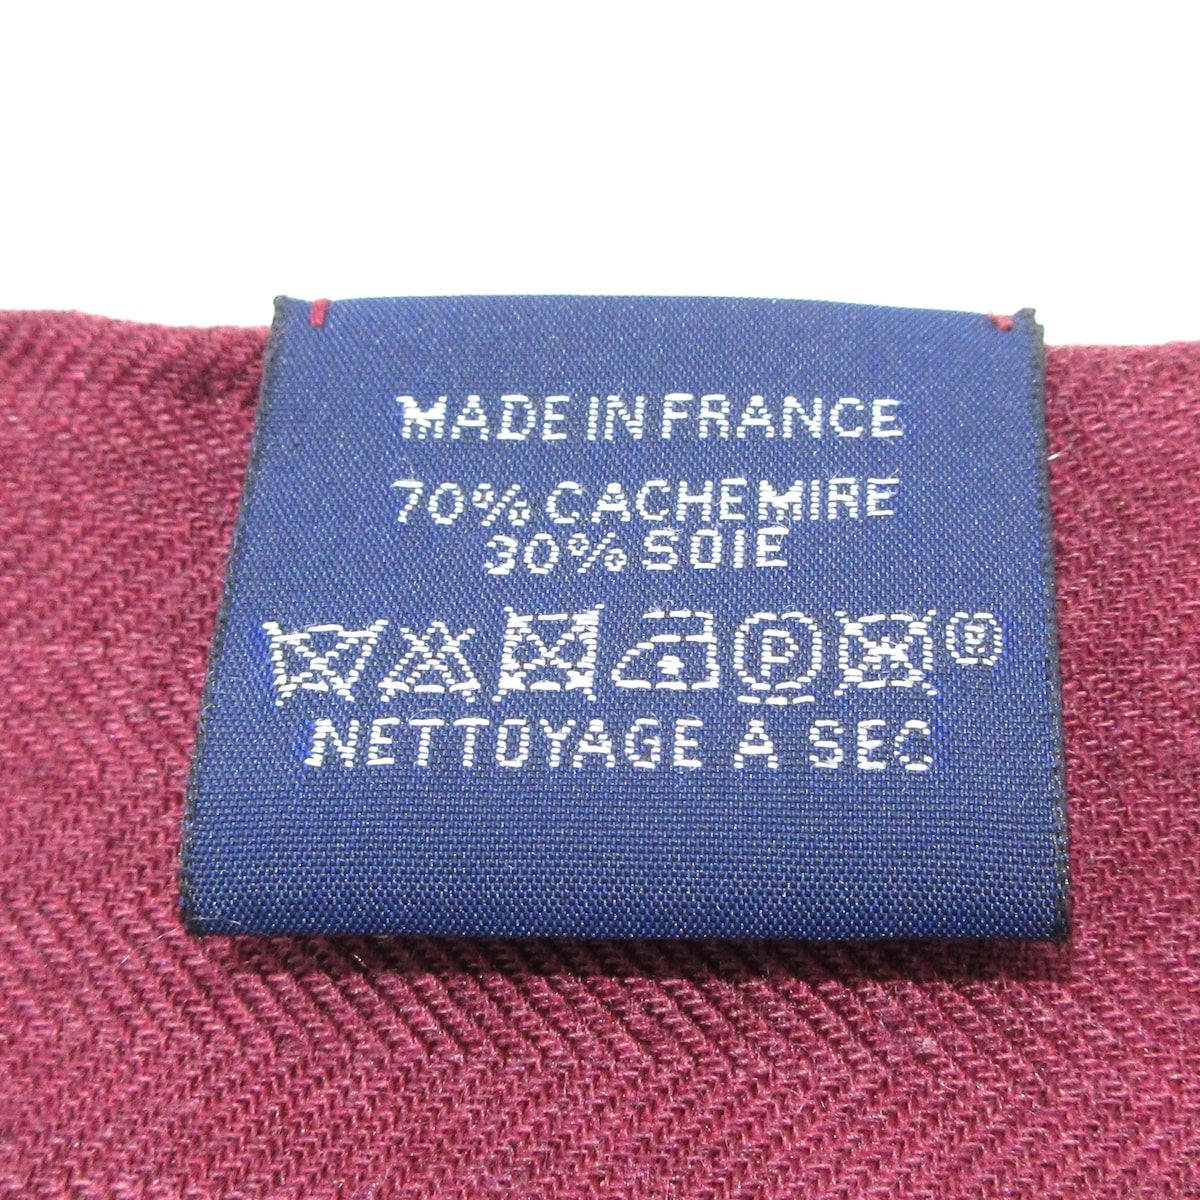 MADE IN FRANCE
70% CACHEMIRE
30% SOIE
P ®
NETTOYAGE A SEC